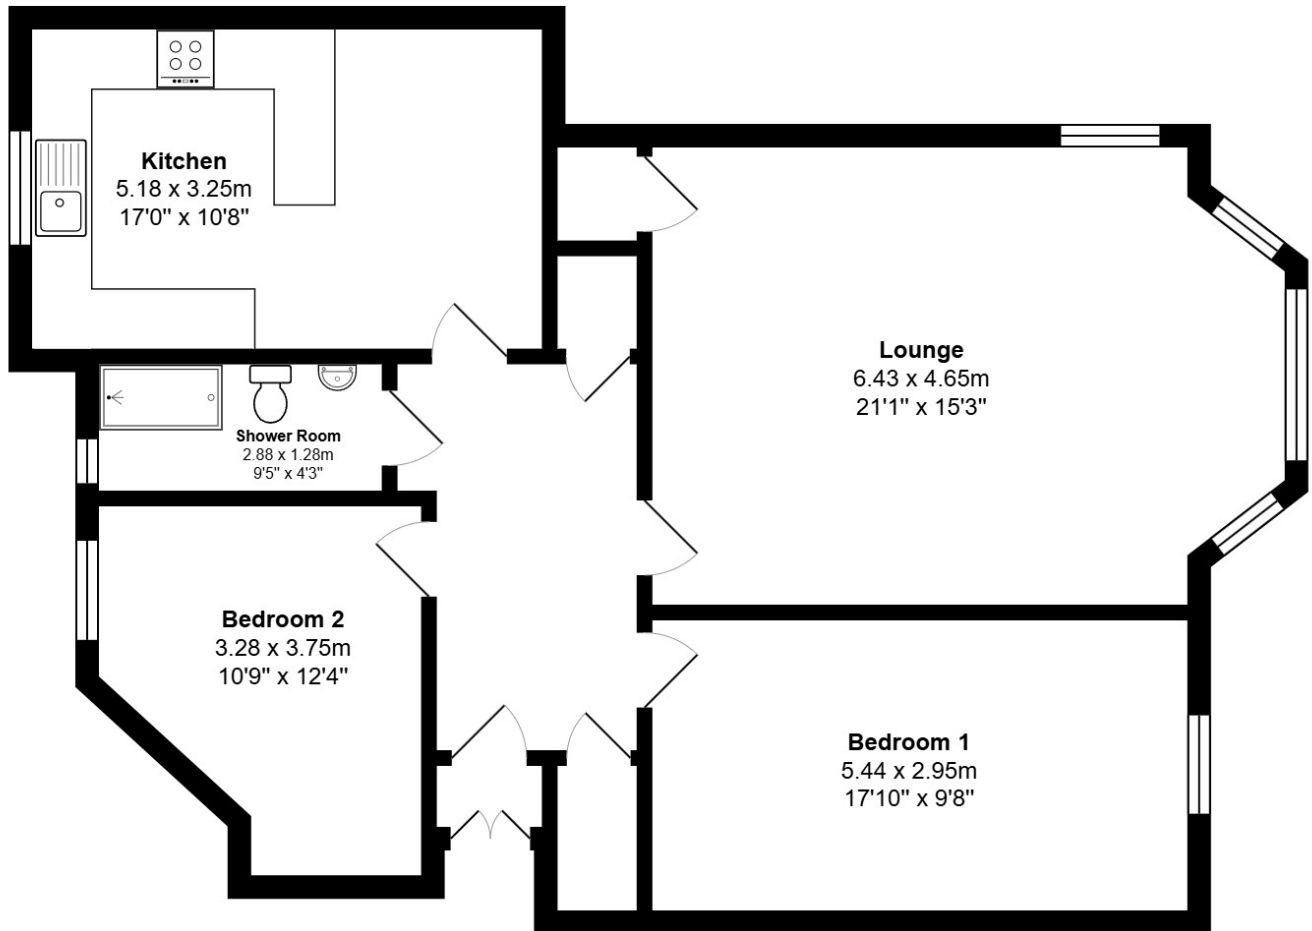 Kitchen
5.18 x 3.25m
17'0" x 10'8"
Lounge
6.43 x 4.65m
21'1" x 15'3"
Shower Room
2.88 x 1.28m
9'5" x 4'3"
Bedroom 2
3.28 x 3.75m
10'9" x 12'4"
Bedroom 1
5.44 x 2.95m
17'10" x 9'8"